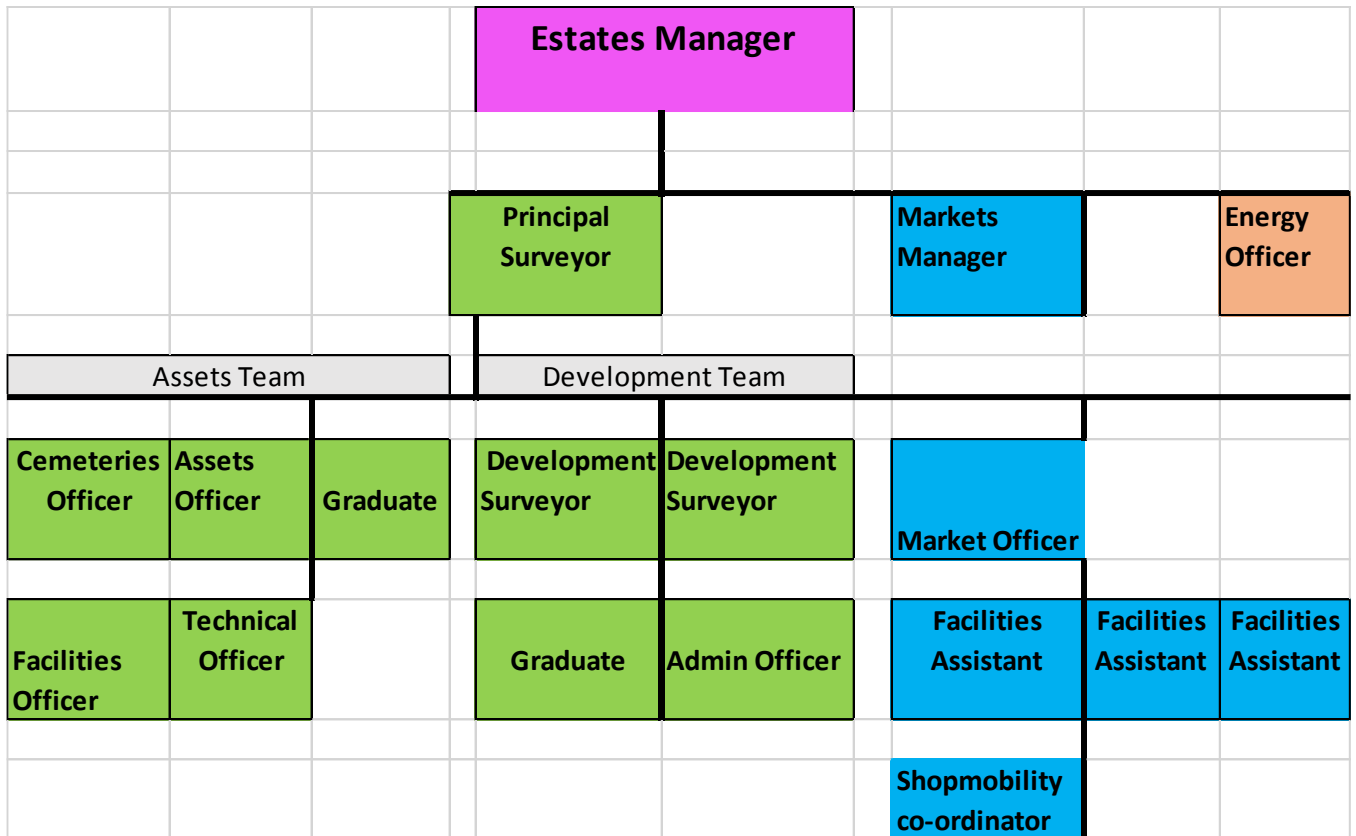 Estates Manager
Principal
Surveyor
Markets
Manager
Energy
Officer
Assets Team
Development Team
Cemeteries
Officer
Assets
Officer
Graduate
Development
Surveyor
Development
Surveyor
Market Officer
Facilities
Officer
Technical
Officer
Graduate
Admin Officer
Facilities
Assistant
Facilities
Assistant
Facilities
Assistant
Shopmobility
co-ordinator